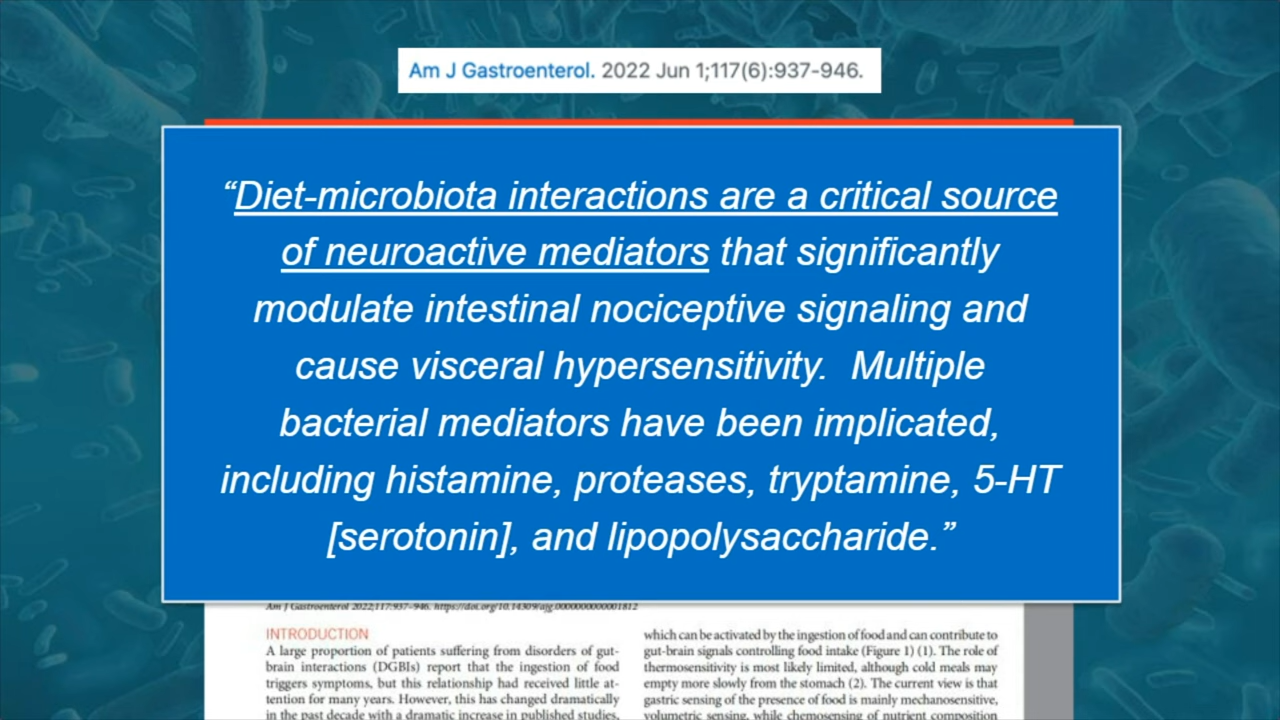 Am J Gastroenterol. 2022 Jun 1;117(6):937-946.
“Diet-microbiota interactions are a critical source
of neuroactive mediators that significantly
modulate intestinal nociceptive signaling and
cause visceral hypersensitivity. Multiple
bacterial mediators have been implicated,
including histamine, proteases, tryptamine, 5-HT
[serotonin], and lipopolysaccharide.”
Am J Gastroenterol 2022;117:937–946. https://doi.org/10.14309/ajg.0000000000001812
INTRODUCTION
A large proportion of patients suffering from disorders of gut-
brain interactions (DGBIs) report that the ingestion of food
triggers symptoms, but this relationship had received little at-
tention for many years. However, this has changed dramatically
in the past decade with a dramatic increase in published studies,
which can be activated by the ingestion of food and can contribute to
gut-brain signals controlling food intake (Figure 1) (1). The role of
thermosensitivity is most likely limited, although cold meals may
empty more slowly from the stomach (2). The current view is that
gastric sensing of the presence of food is mainly mechanosensitive,
volumetric sensing, while chemosensing of nutrient composition